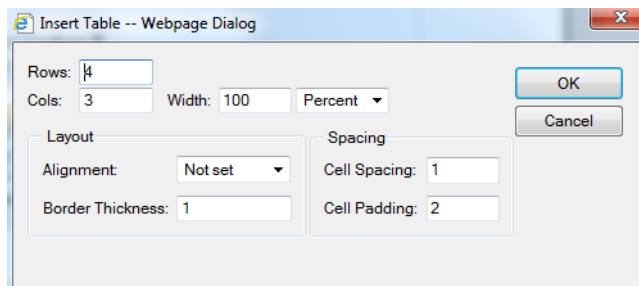 Insert Table -- Webpage Dialog
Rows: 4
OK
Cols: 3 Width: 100 Percent
Cancel
Layout Spacing
Alignment: Not set Cell Spacing: 1
Border Thickness: 1 Cell Padding: 2